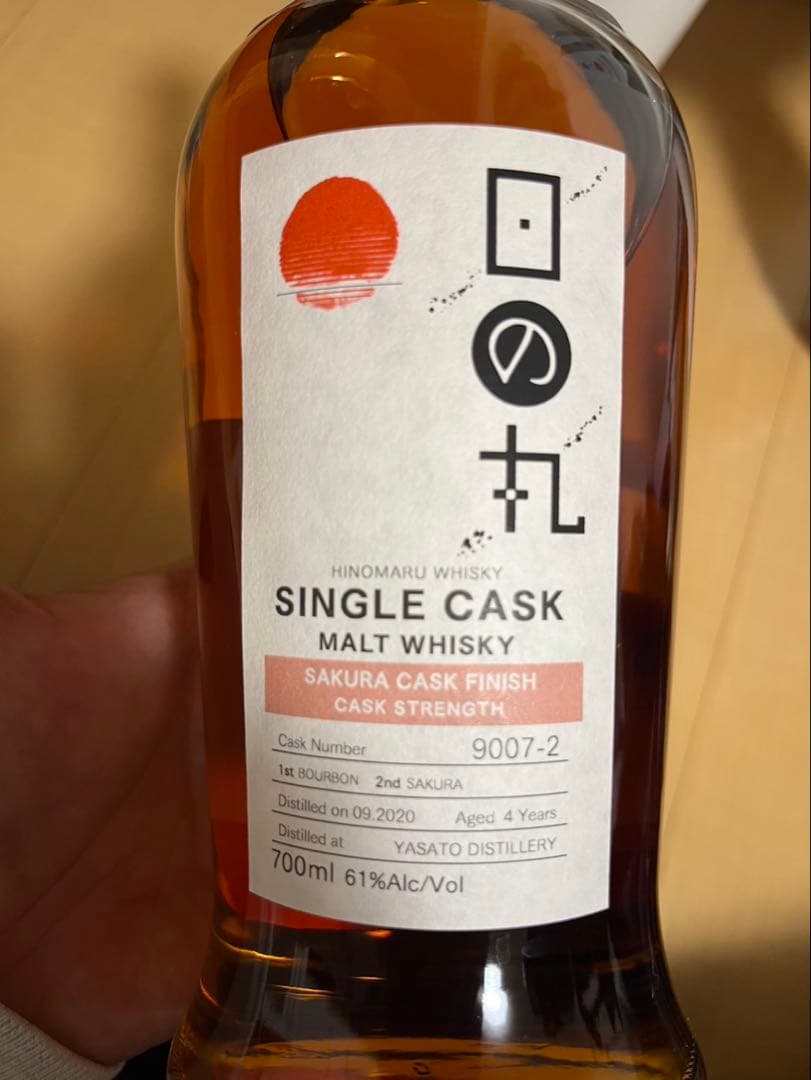 日の丸
HINOMARU WHISKY
SINGLE CASK
MALT WHISKY
SAKURA CASK FINISH
CASK STRENGTH
Cask Number 9007-2
1st BOURBON 2nd SAKURA
Distilled on 09.2020 Aged 4 Years
Distilled at YASATO DISTILLERY
700ml 61%Alc/Vol